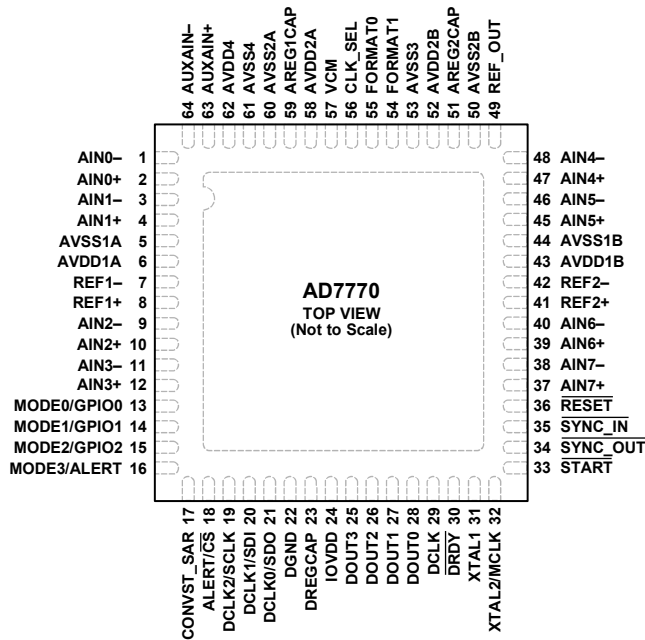 64 AUXAIN–
63 AUXAIN+
62 AVDD4
61 AVSS4
60 AVSS2A
59 AREG1CAP
58 AVDD2A
57 VCM
56 CLK_SEL
55 FORMAT0
54 FORMAT1
53 AVSS3
52 AVDD2B
51 AREG2CAP
50 AVSS2B
49 REF_OUT
AIN0– 1
AIN0+ 2
AIN1– 3
AIN1+ 4
AVSS1A 5
AVDD1A 6
REF1– 7
REF1+ 8
AIN2– 9
AIN2+ 10
AIN3– 11
AIN3+ 12
MODE0/GPIO0 13
MODE1/GPIO1 14
MODE2/GPIO2 15
MODE3/ALERT 16
AD7770
TOP VIEW
(Not to Scale)
48 AIN4–
47 AIN4+
46 AIN5–
45 AIN5+
44 AVSS1B
43 AVDD1B
42 REF2–
41 REF2+
40 AIN6–
39 AIN6+
38 AIN7–
37 AIN7+
36 RESET
35 SYNC_IN
34 SYNC_OUT
33 START
CONVST_SAR 17
ALERT/CS 18
DCLK2/SCLK 19
DCLK1/SDI 20
DCLK0/SDO 21
DGND 22
DREGCAP 23
IOVDD 24
DOUT3 25
DOUT2 26
DOUT1 27
DOUT0 28
DCLK 29
DRDY 30
XTAL1 31
XTAL2/MCLK 32